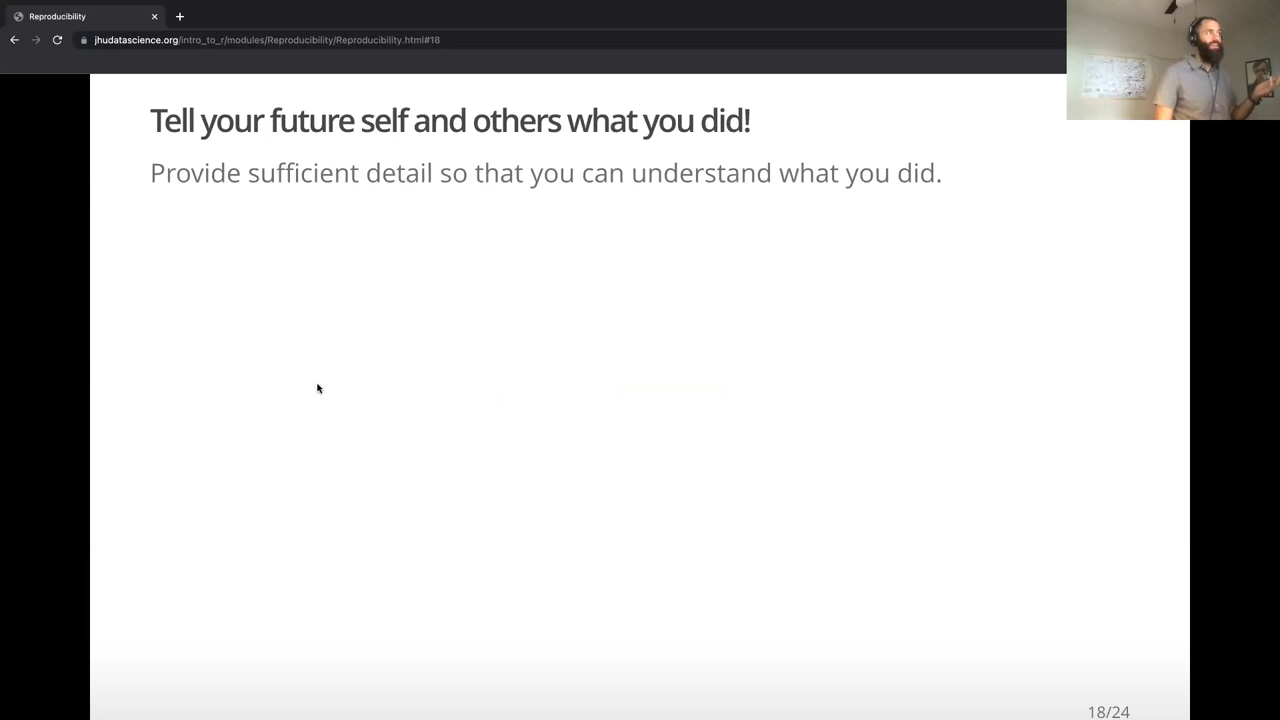 Reproducibility
jhudatascience.org/intro_to_r/modules/Reproducibility/Reproducibility.html#18
Tell your future self and others what you did!
Provide sufficient detail so that you can understand what you did.
18/24